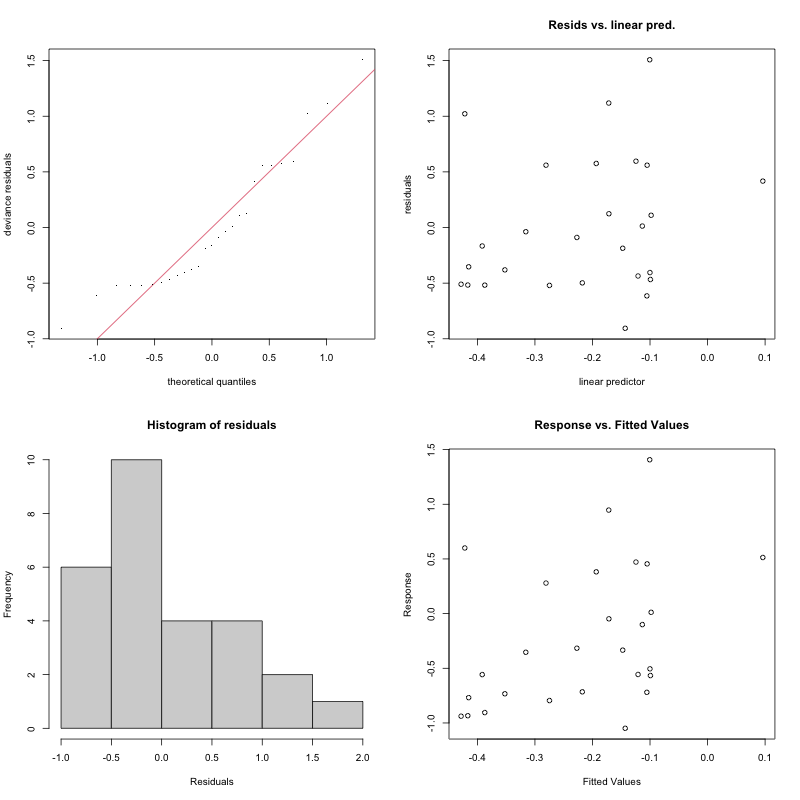 deviance residuals
1.5
1.0
0.5
0.0
-0.5
-1.0
-1.0 -0.5 0.0 0.5 1.0
theoretical quantiles
Resids vs. linear pred.
residuals
1.5
1.0
0.5
0.0
-0.5
-1.0
-0.4 -0.3 -0.2 -0.1 0.0 0.1
linear predictor
Histogram of residuals
Frequency
10
8
6
4
2
0
-1.0 -0.5 0.0 0.5 1.0 1.5 2.0
Residuals
Response vs. Fitted Values
Response
1.5
1.0
0.5
0.0
-0.5
-1.0
-0.4 -0.3 -0.2 -0.1 0.0 0.1
Fitted Values